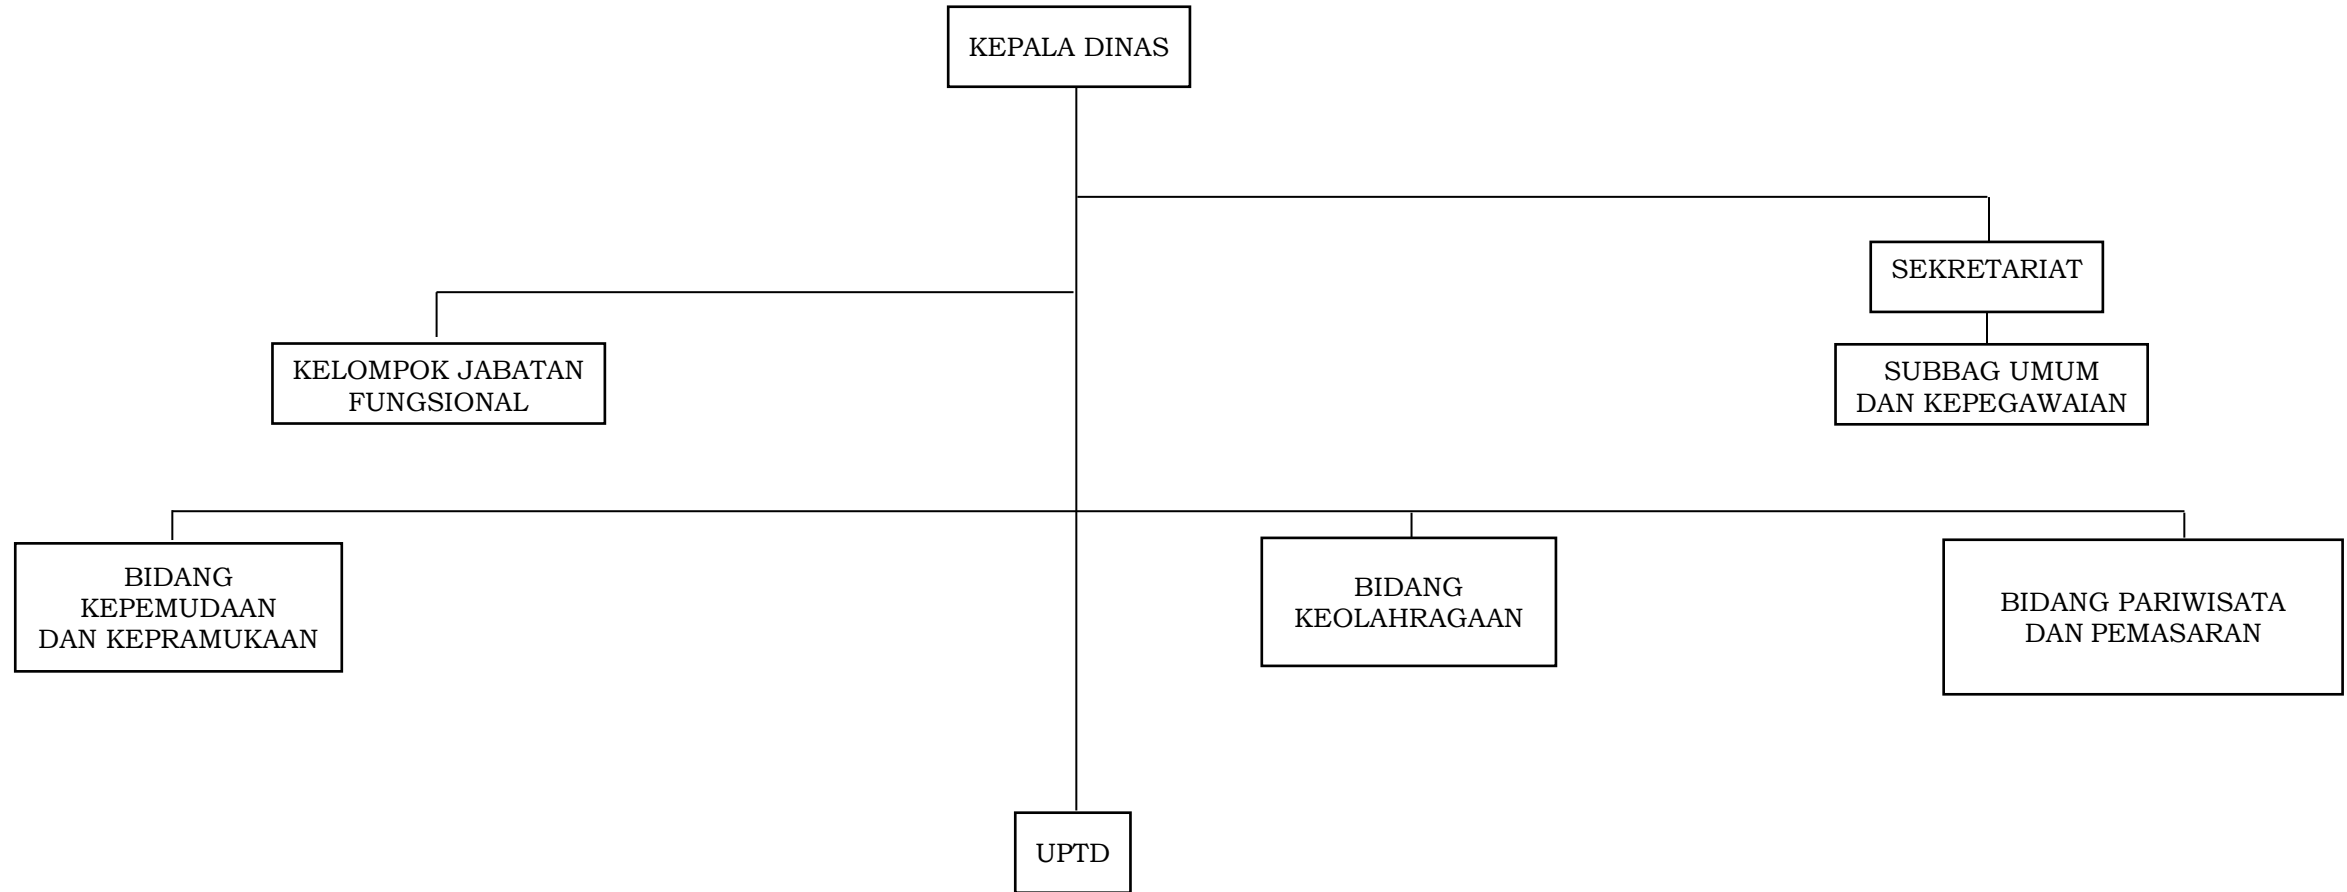 KEPALA DINAS
SEKRETARIAT
KELOMPOK JABATAN
FUNGSIONAL
SUBBAG UMUM
DAN KEPEGAWAIAN
BIDANG
KEPEMUDAAN
DAN KEPRAMUKAAN
BIDANG
KEOLAHRAGAAN
BIDANG PARIWISATA
DAN PEMASARAN
UPTD